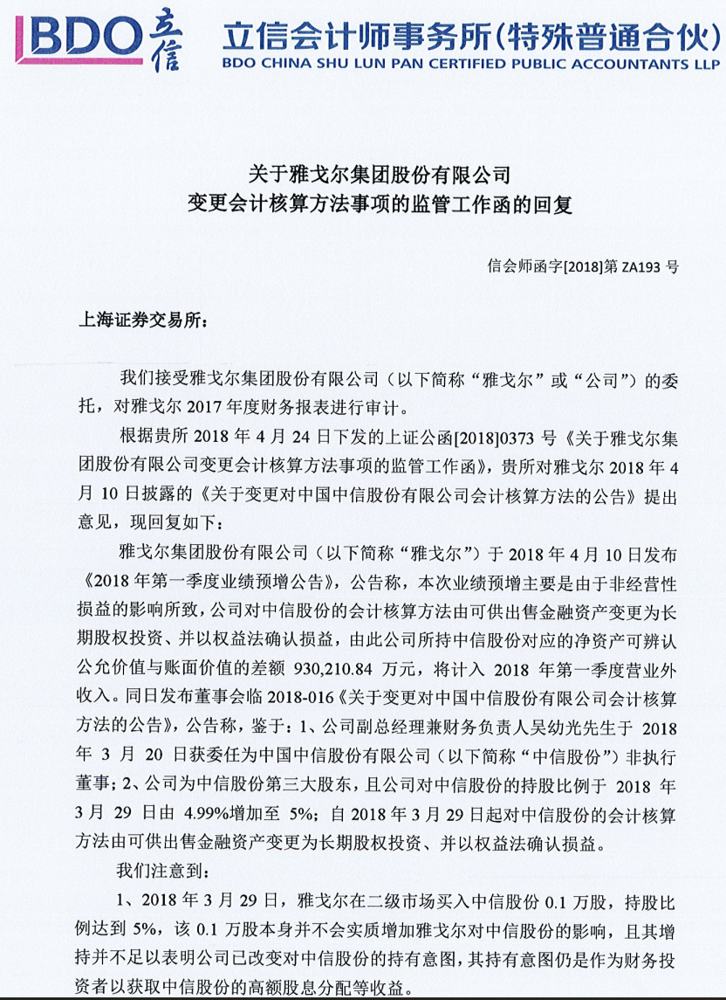 BDO 立信
立信会计师事务所(特殊普通合伙)
BDO CHINA SHU LUN PAN CERTIFIED PUBLIC ACCOUNTANTS LLP
关于雅戈尔集团股份有限公司
变更会计核算方法事项的监管工作函的回复
信会师函字[2018]第 ZA193 号
上海证券交易所：
我们接受雅戈尔集团股份有限公司（以下简称“雅戈尔”或“公司”）的委
托，对雅戈尔 2017 年度财务报表进行审计。
根据贵所 2018 年 4 月 24 日下发的上证公函[2018]0373 号《关于雅戈尔集
团股份有限公司变更会计核算方法事项的监管工作函》，贵所对雅戈尔 2018 年 4
月 10 日披露的《关于变更对中国中信股份有限公司会计核算方法的公告》提出
意见，现回复如下：
雅戈尔集团股份有限公司（以下简称“雅戈尔”）于 2018 年 4 月 10 日发布
《2018 年第一季度业绩预增公告》，公告称，本次业绩预增主要是由于非经营性
损益的影响所致，公司对中信股份的会计核算方法由可供出售金融资产变更为长
期股权投资、并以权益法确认损益，由此公司所持中信股份对应的净资产可辨认
公允价值与账面价值的差额 930,210.84 万元，将计入 2018 年第一季度营业外
收入。同日发布董事会临 2018-016《关于变更对中国中信股份有限公司会计核算
方法的公告》，公告称，鉴于：1、公司副总经理兼财务负责人吴幼光先生于 2018
年 3 月 20 日获委任为中国中信股份有限公司（以下简称“中信股份”）非执行
董事；2、公司为中信股份第三大股东，且公司对中信股份的持股比例于 2018 年
3 月 29 日由 4.99%增加至 5%；自 2018 年 3 月 29 日起对中信股份的会计核算
方法由可供出售金融资产变更为长期股权投资、并以权益法确认损益。
我们注意到：
1、2018 年 3 月 29 日，雅戈尔在二级市场买入中信股份 0.1 万股，持股比
例达到 5%，该 0.1 万股本身并不会实质增加雅戈尔对中信股份的影响，且其增
持并不足以表明公司已改变对中信股份的持有意图，其持有意图仍是作为财务投
资者以获取中信股份的高额股息分配等收益。